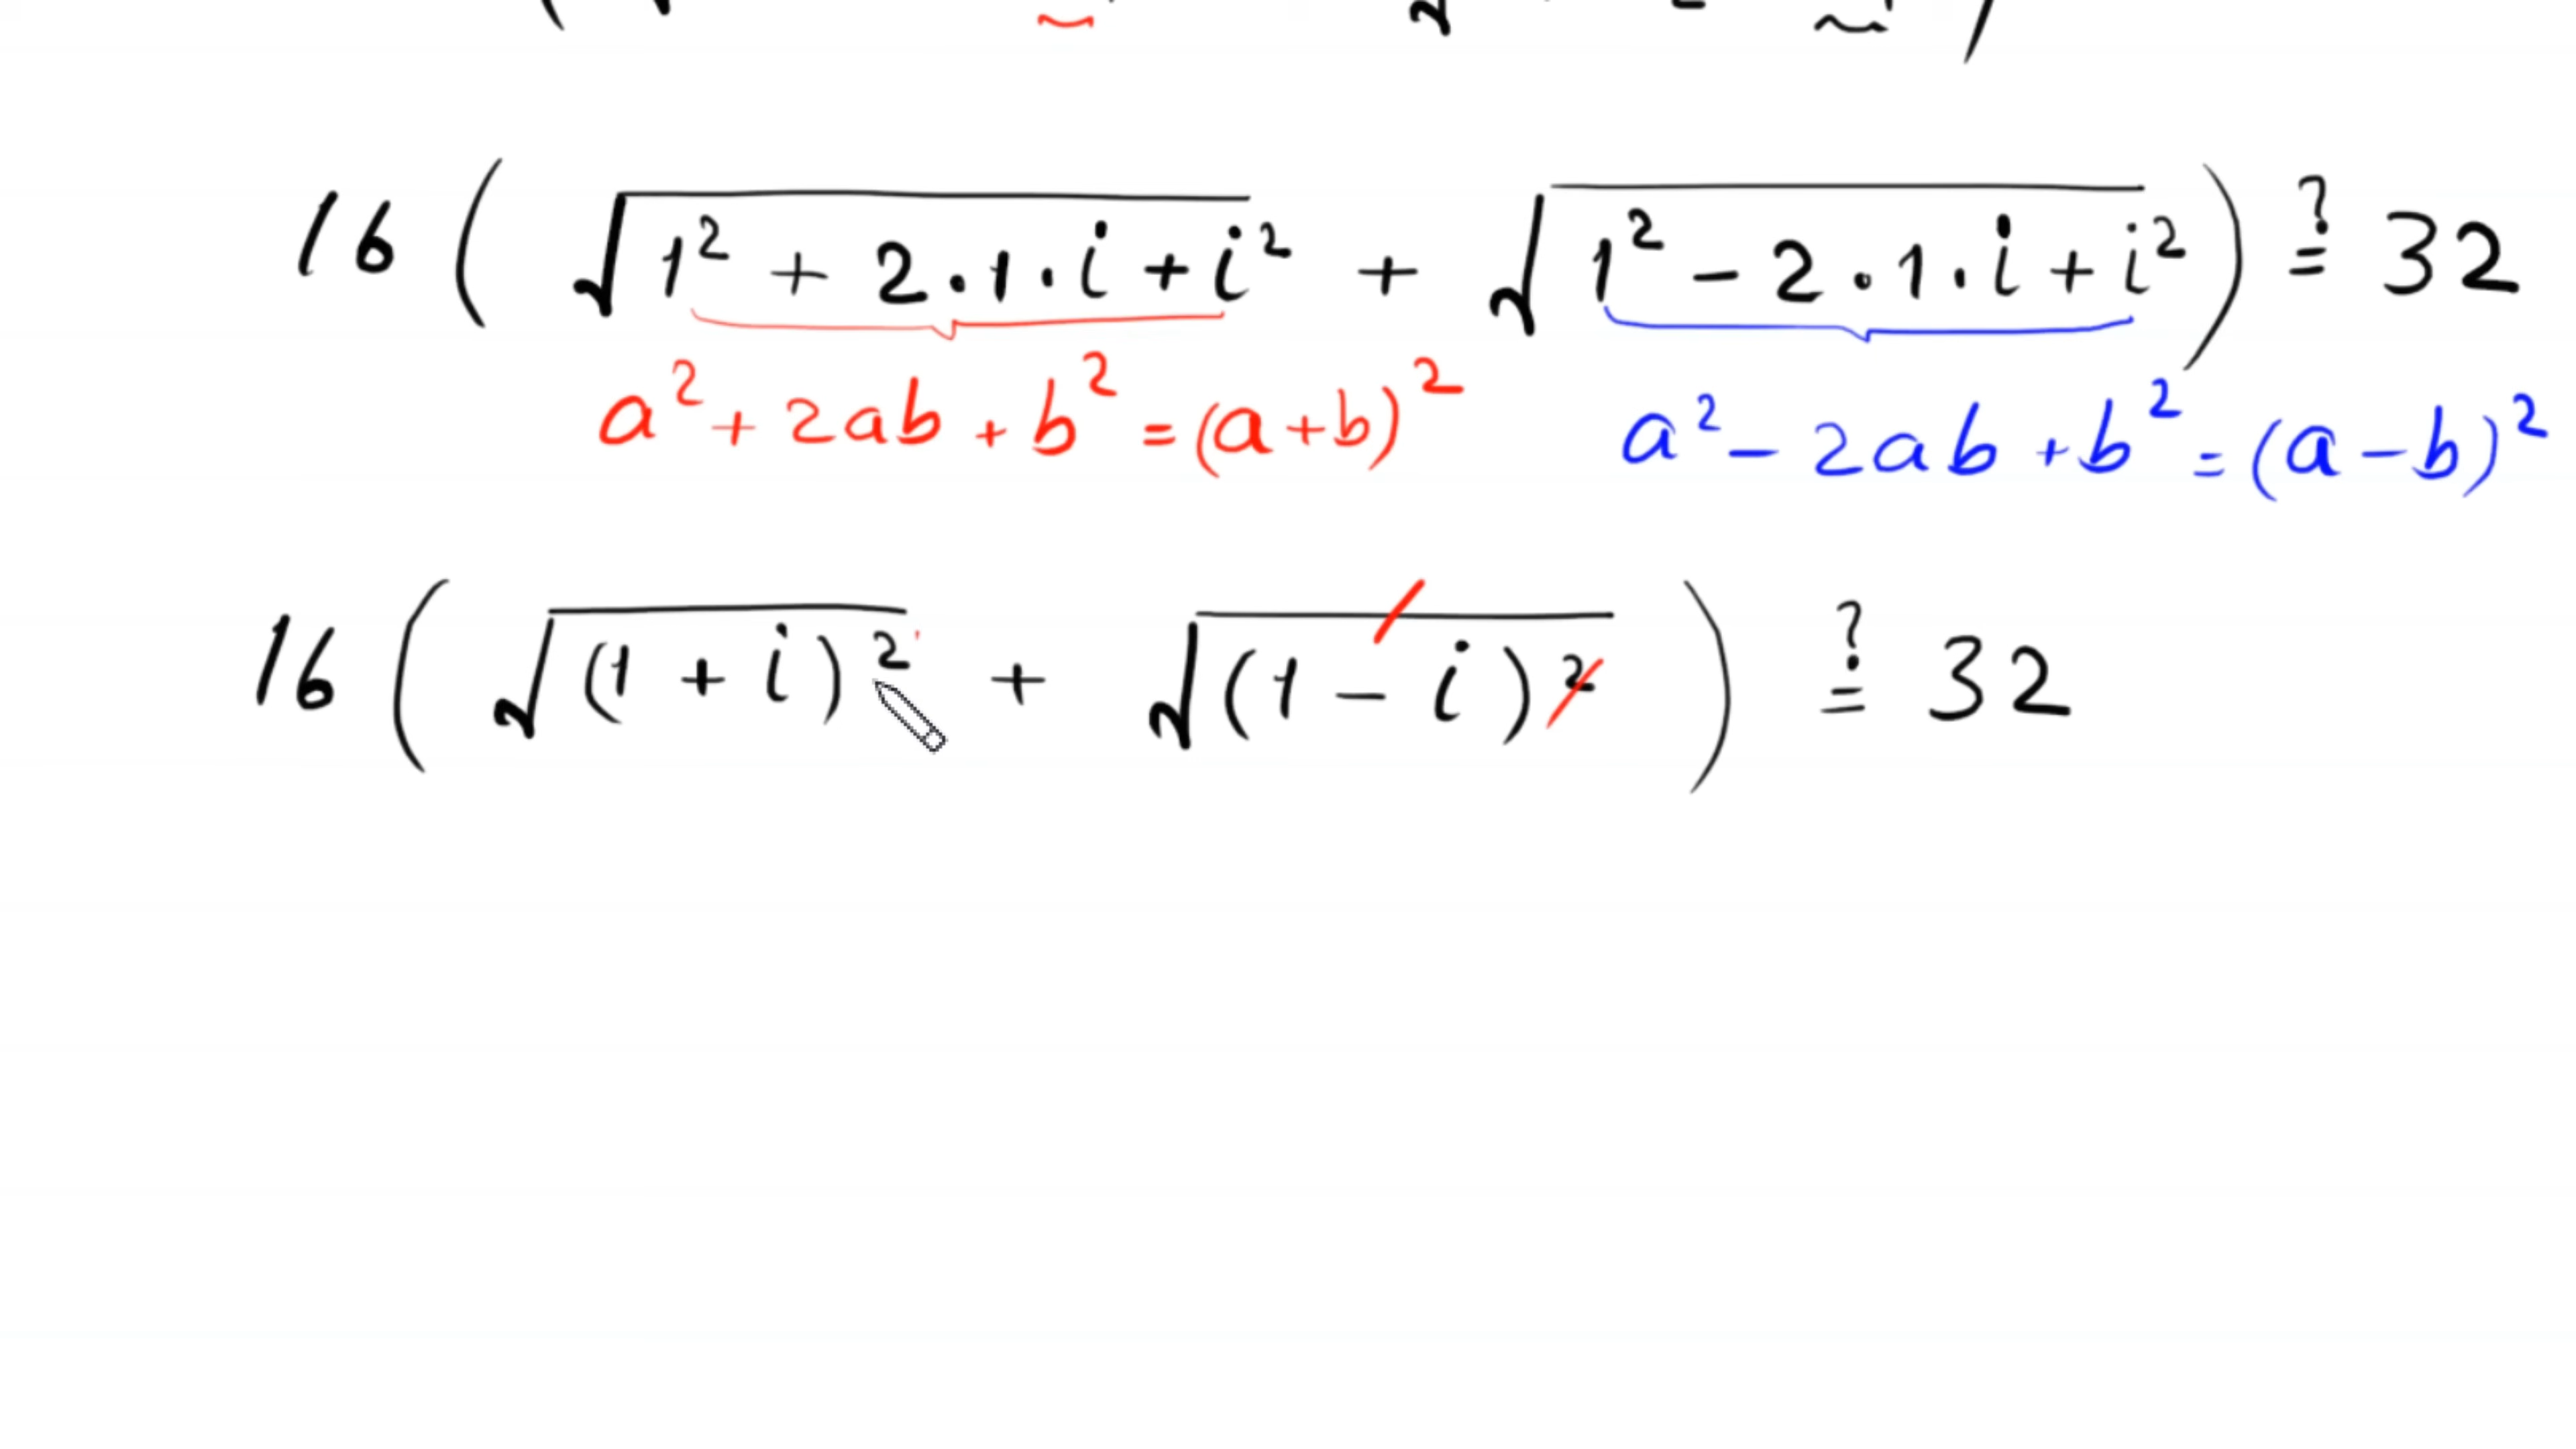 16 ( √(1² + 2·1·i + i²) + √(1² − 2·1·i + i²) ) ≟ 32
a² + 2ab + b² = (a+b)² a² − 2ab + b² = (a−b)²
16 ( √(1 + i)² + √(1 − i)² ) ≟ 32